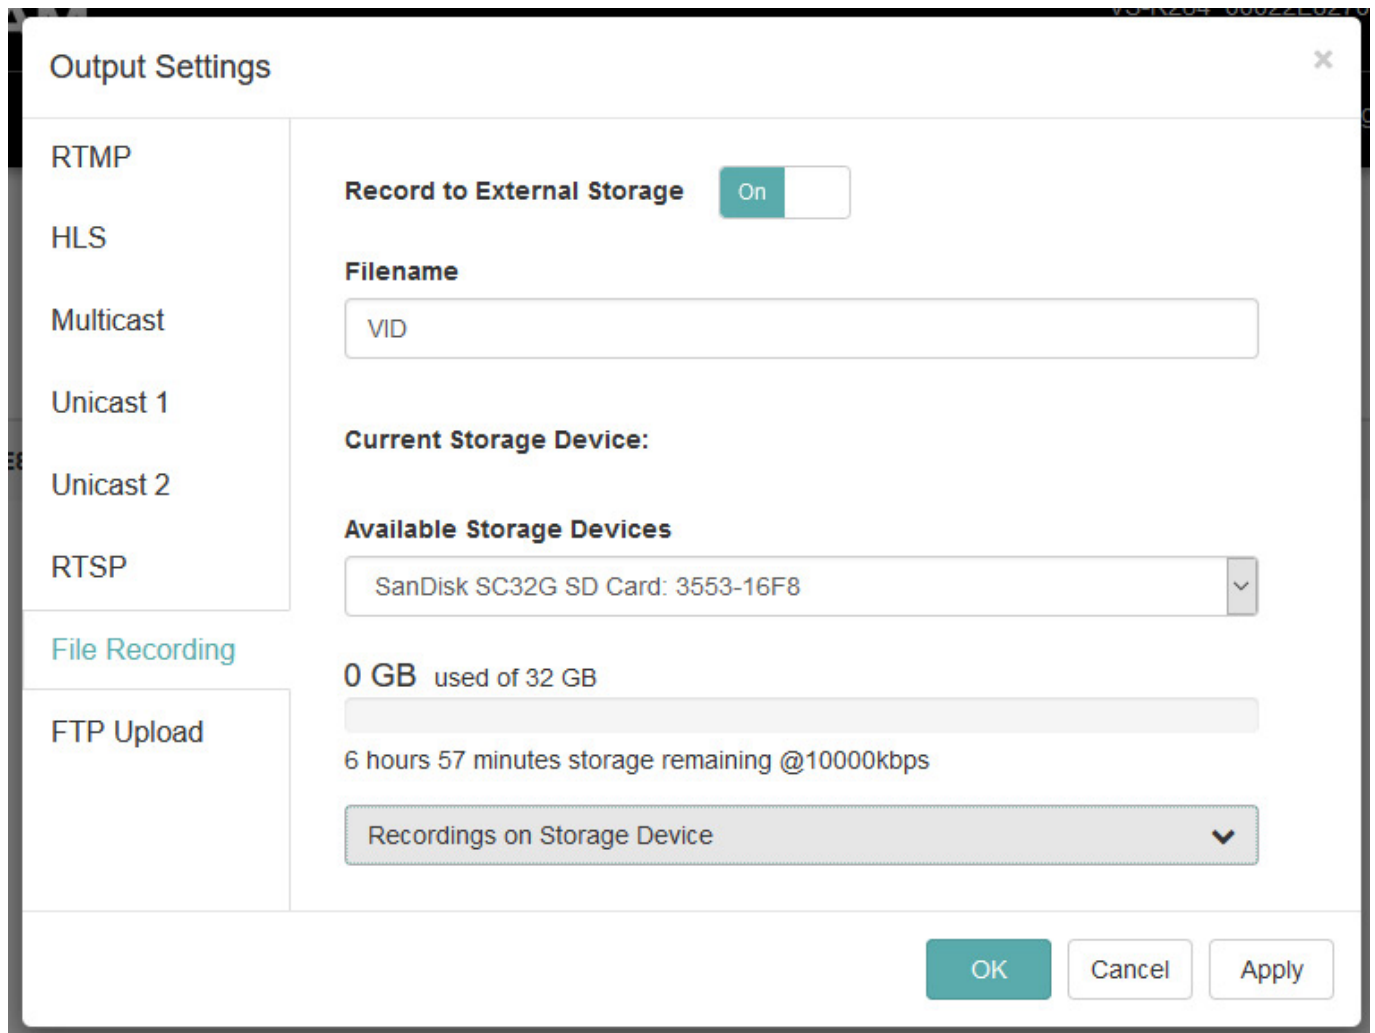 Output Settings
×
RTMP
HLS
Multicast
Unicast 1
Unicast 2
RTSP
File Recording
FTP Upload
Record to External Storage On
Filename
VID
Current Storage Device:
Available Storage Devices
SanDisk SC32G SD Card: 3553-16F8
0 GB used of 32 GB
6 hours 57 minutes storage remaining @10000kbps
Recordings on Storage Device
OK Cancel Apply